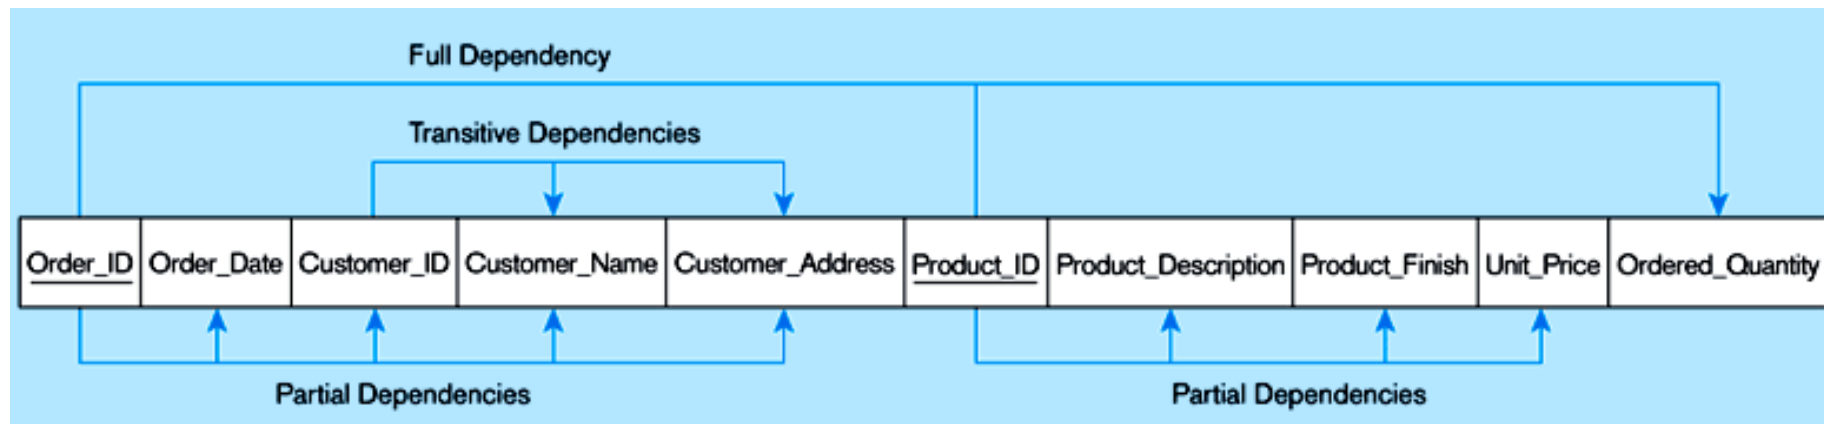 Full Dependency
Transitive Dependencies
Order_ID Order_Date Customer_ID Customer_Name Customer_Address Product_ID Product_Description Product_Finish Unit_Price Ordered_Quantity
Partial Dependencies Partial Dependencies